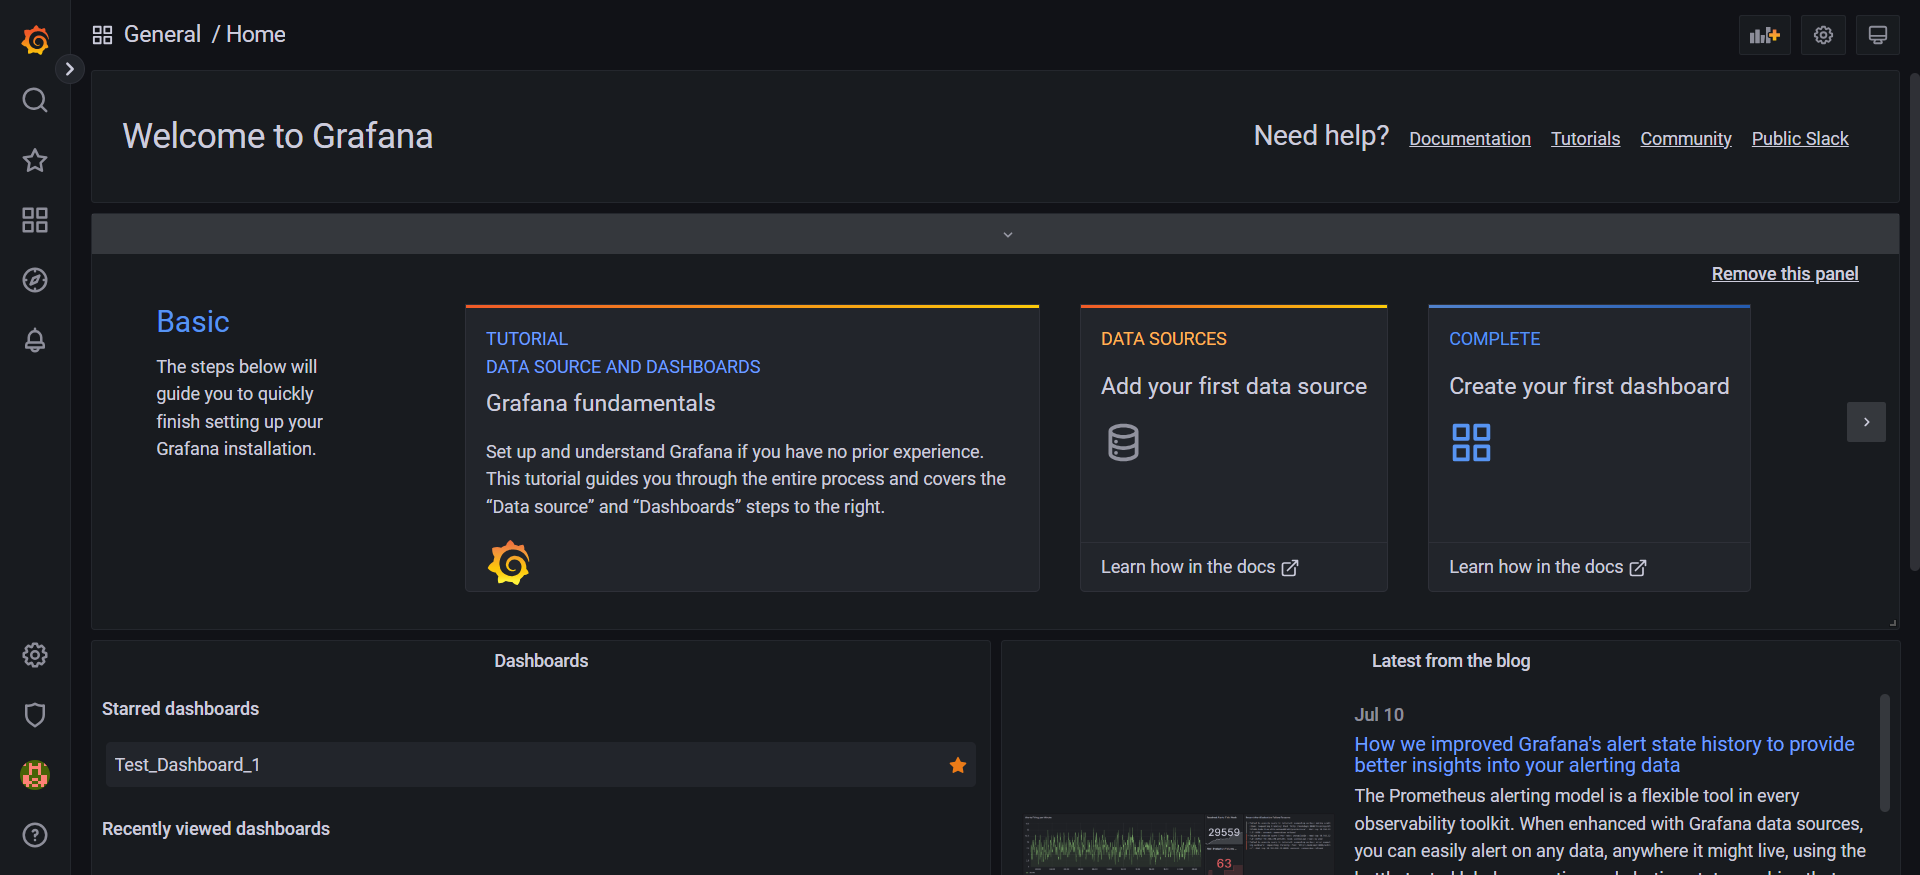 General / Home
Welcome to Grafana
Need help? Documentation Tutorials Community Public Slack
Remove this panel
Basic
The steps below will
guide you to quickly
finish setting up your
Grafana installation.
TUTORIAL
DATA SOURCE AND DASHBOARDS
Grafana fundamentals
Set up and understand Grafana if you have no prior experience.
This tutorial guides you through the entire process and covers the
“Data source” and “Dashboards” steps to the right.
DATA SOURCES
Add your first data source
Learn how in the docs
COMPLETE
Create your first dashboard
Learn how in the docs
Dashboards
Starred dashboards
Test_Dashboard_1
Recently viewed dashboards
Latest from the blog
Jul 10
How we improved Grafana's alert state history to provide
better insights into your alerting data
The Prometheus alerting model is a flexible tool in every
observability toolkit. When enhanced with Grafana data sources,
you can easily alert on any data, anywhere it might live, using the
29559
63